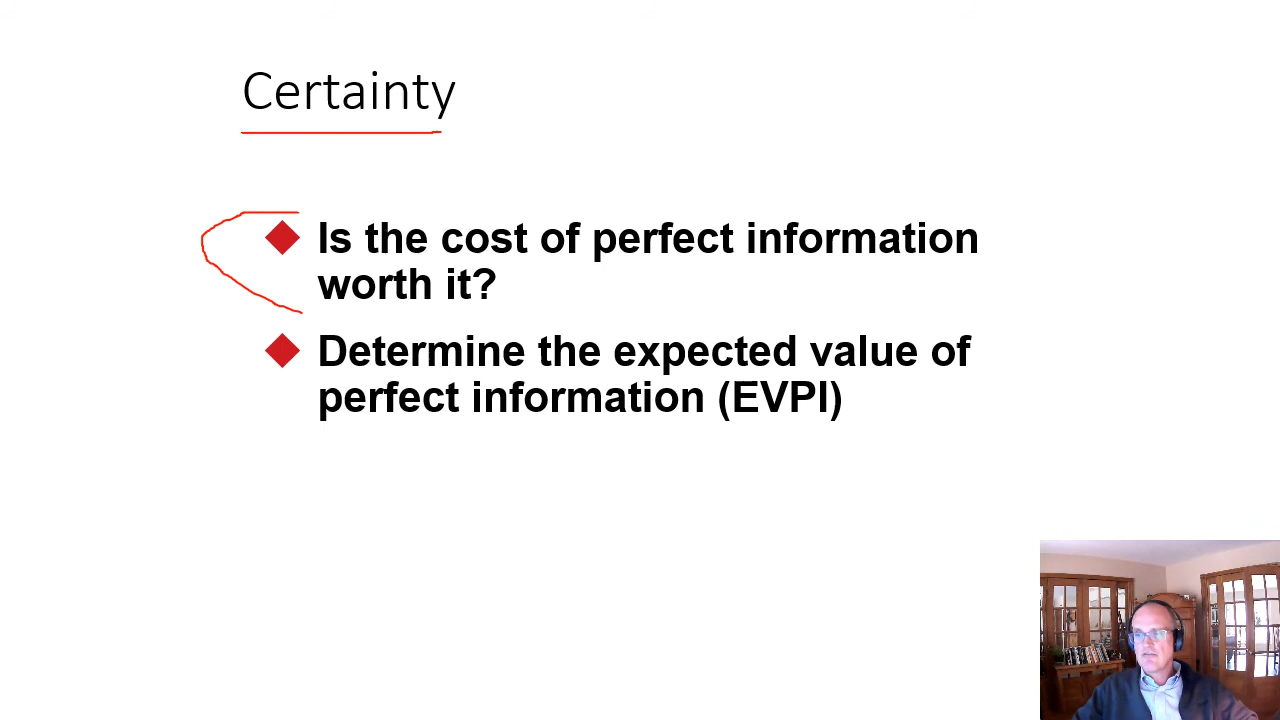 Certainty
Is the cost of perfect information
worth it?
Determine the expected value of
perfect information (EVPI)